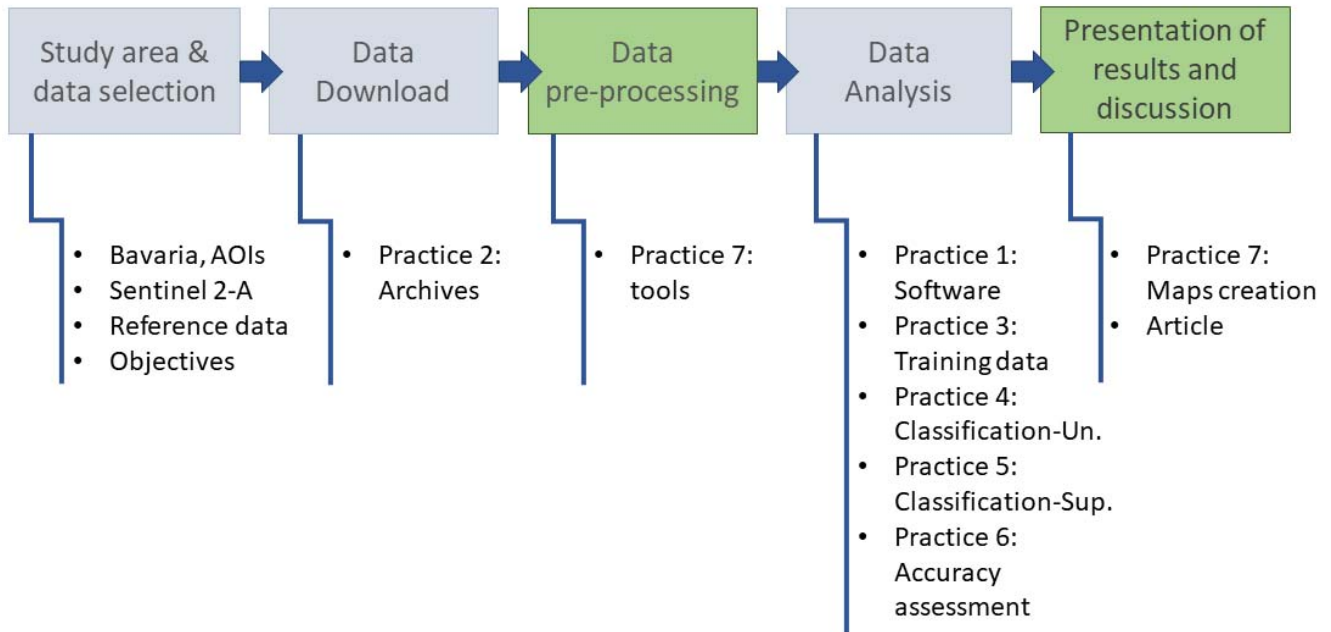 Study area &
data selection
Data
Download
Data
pre-processing
Data
Analysis
Presentation of
results and
discussion
• Bavaria, AOIs
• Sentinel 2-A
• Reference data
• Objectives
• Practice 2:
Archives
• Practice 7:
tools
• Practice 1:
Software
• Practice 3:
Training data
• Practice 4:
Classification-Un.
• Practice 5:
Classification-Sup.
• Practice 6:
Accuracy
assessment
• Practice 7:
Maps creation
• Article